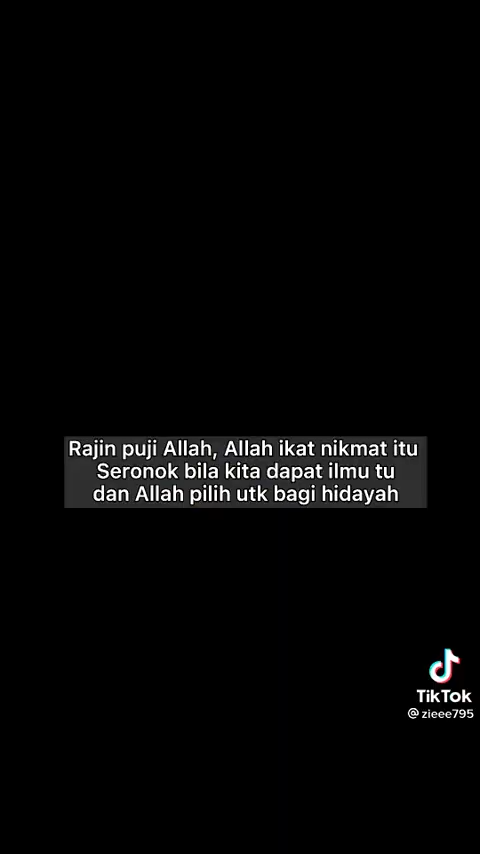 Rajin puji Allah, Allah ikat nikmat itu
Seronok bila kita dapat ilmu tu
dan Allah pilih utk bagi hidayah
TikTok
@zieee795